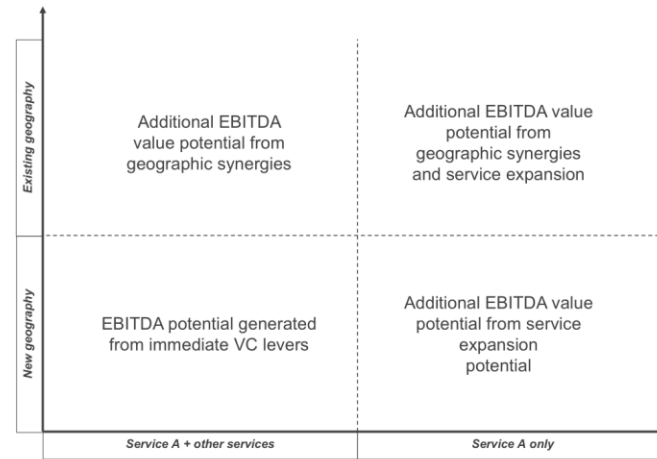 Existing geography
Additional EBITDA
value potential from
geographic synergies
Additional EBITDA value
potential from
geographic synergies
and service expansion
New geography
EBITDA potential generated
from immediate VC levers
Additional EBITDA value
potential from service
expansion
potential
Service A + other services
Service A only